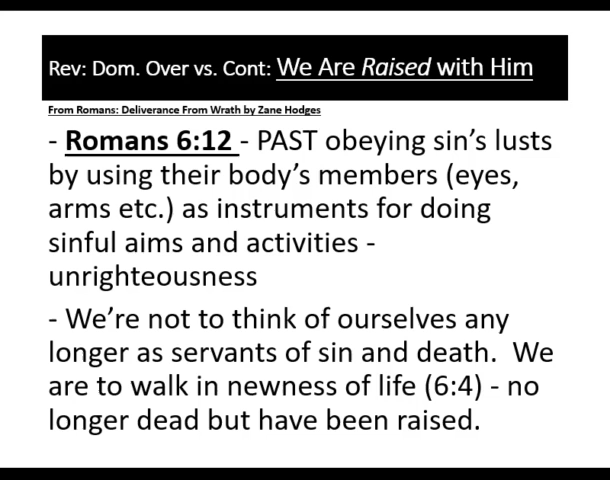 Rev: Dom. Over vs. Cont: We Are Raised with Him
From Romans: Deliverance From Wrath by Zane Hodges
- Romans 6:12 - PAST obeying sin’s lusts
by using their body’s members (eyes,
arms etc.) as instruments for doing
sinful aims and activities -
unrighteousness
- We’re not to think of ourselves any
longer as servants of sin and death.  We
are to walk in newness of life (6:4) - no
longer dead but have been raised.